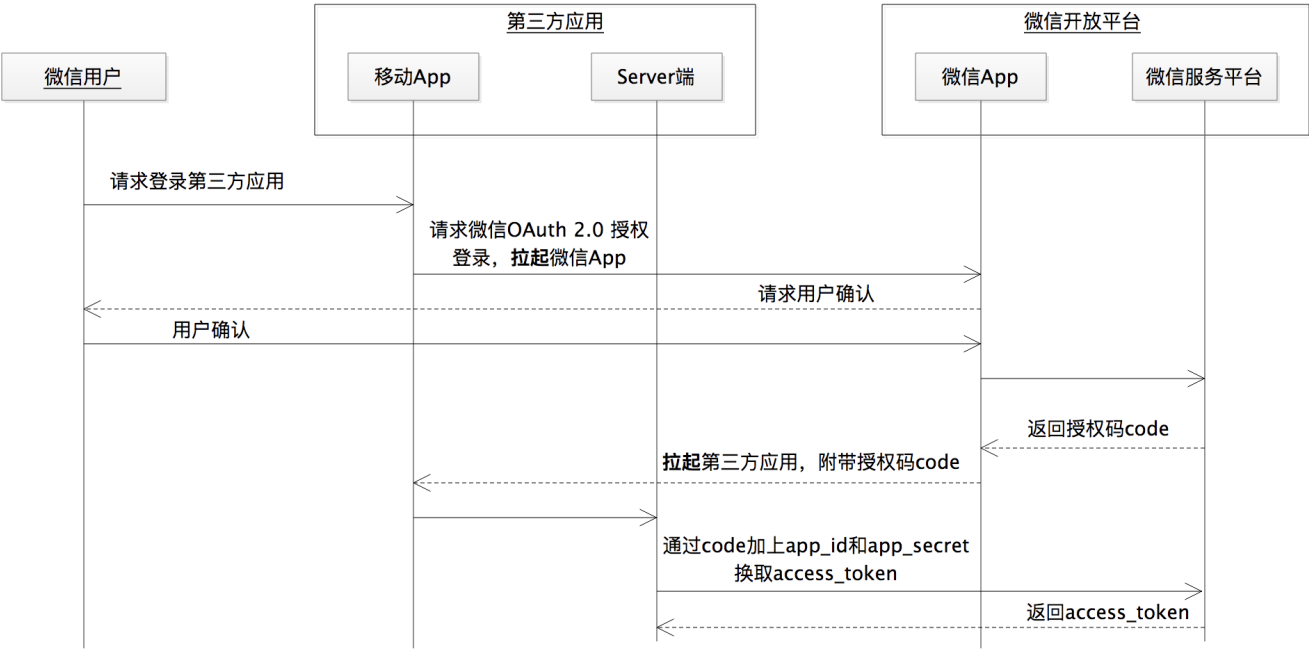 第三方应用
微信开放平台
微信用户
移动App
Server端
微信App
微信服务平台
请求登录第三方应用
请求微信OAuth 2.0 授权
登录，拉起微信App
请求用户确认
用户确认
返回授权码code
拉起第三方应用，附带授权码code
通过code加上app_id和app_secret
换取access_token
返回access_token